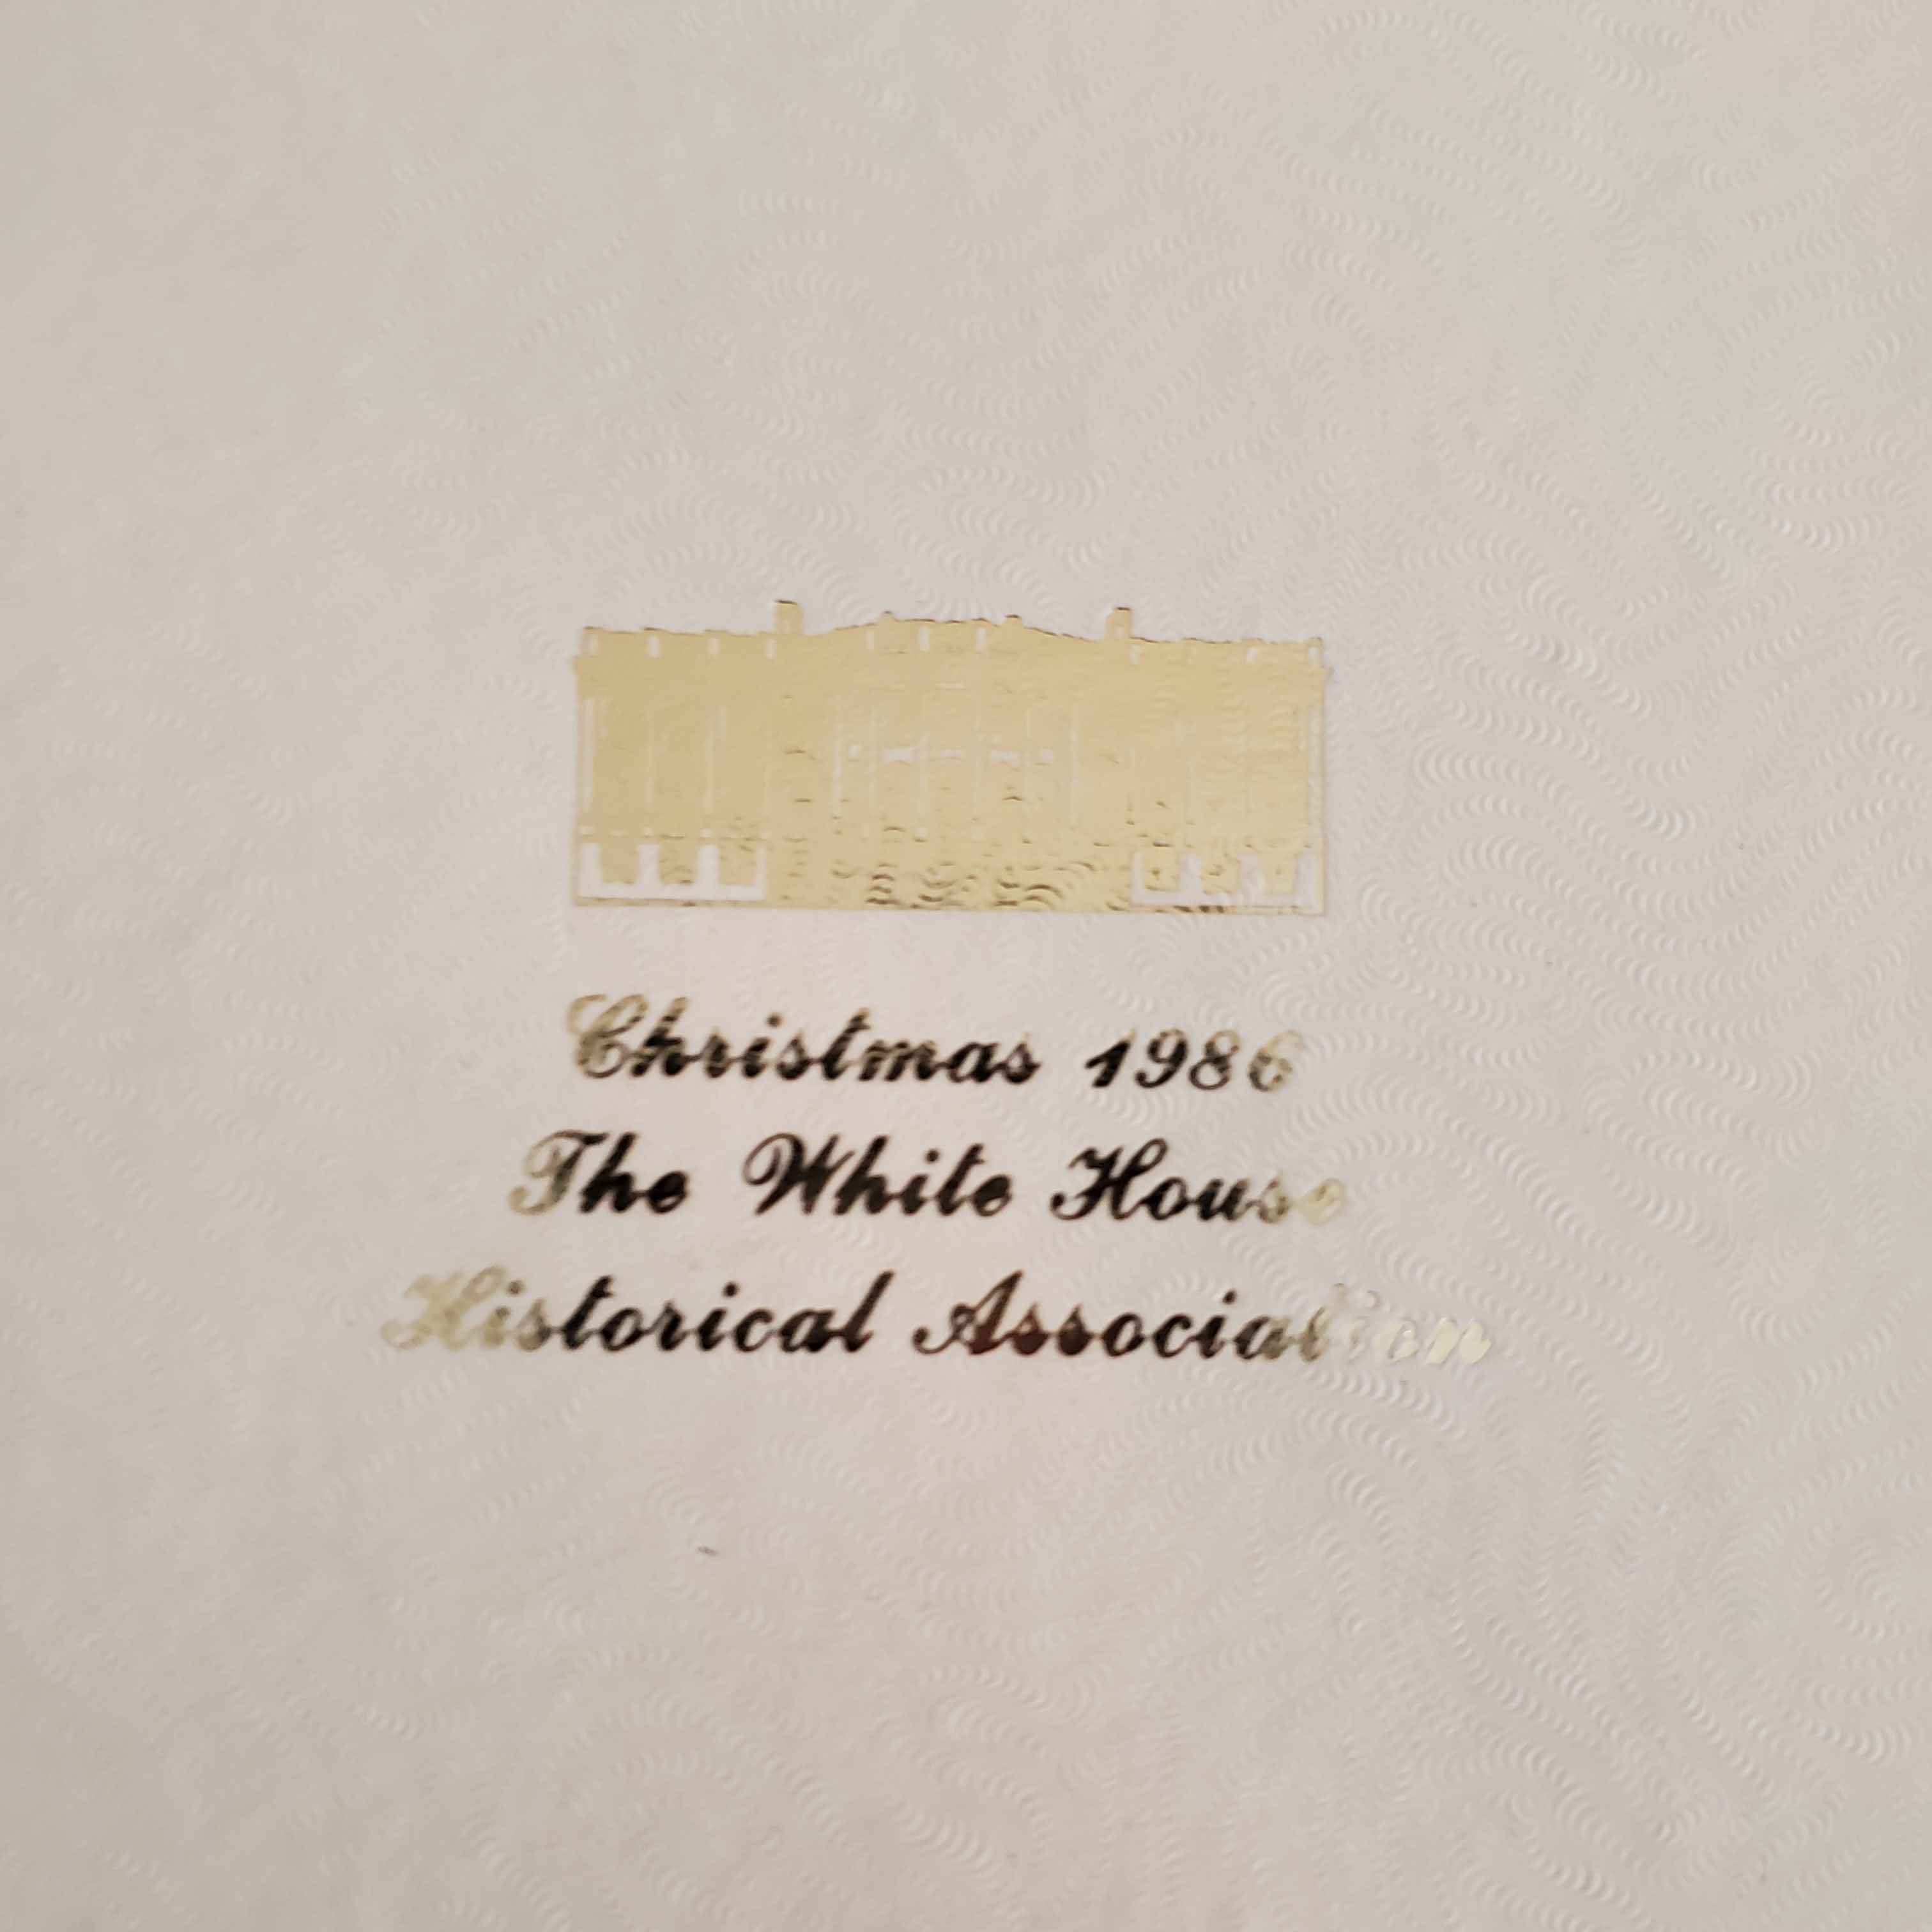 Christmas 1986
The White House
Historical Association